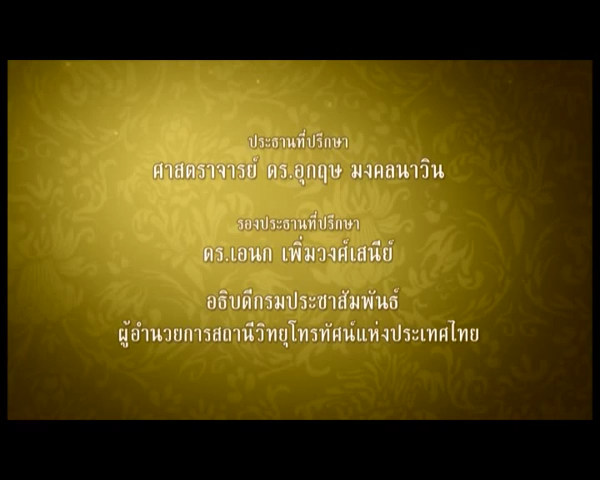 ประธานที่ปรึกษา
ศาสตราจารย์ ดร.อุกฤษ มงคลนาวิน
รองประธานที่ปรึกษา
ดร.เอนก เพิ่มวงศ์เสนีย์
อธิบดีกรมประชาสัมพันธ์
ผู้อำนวยการสถานีวิทยุโทรทัศน์แห่งประเทศไทย